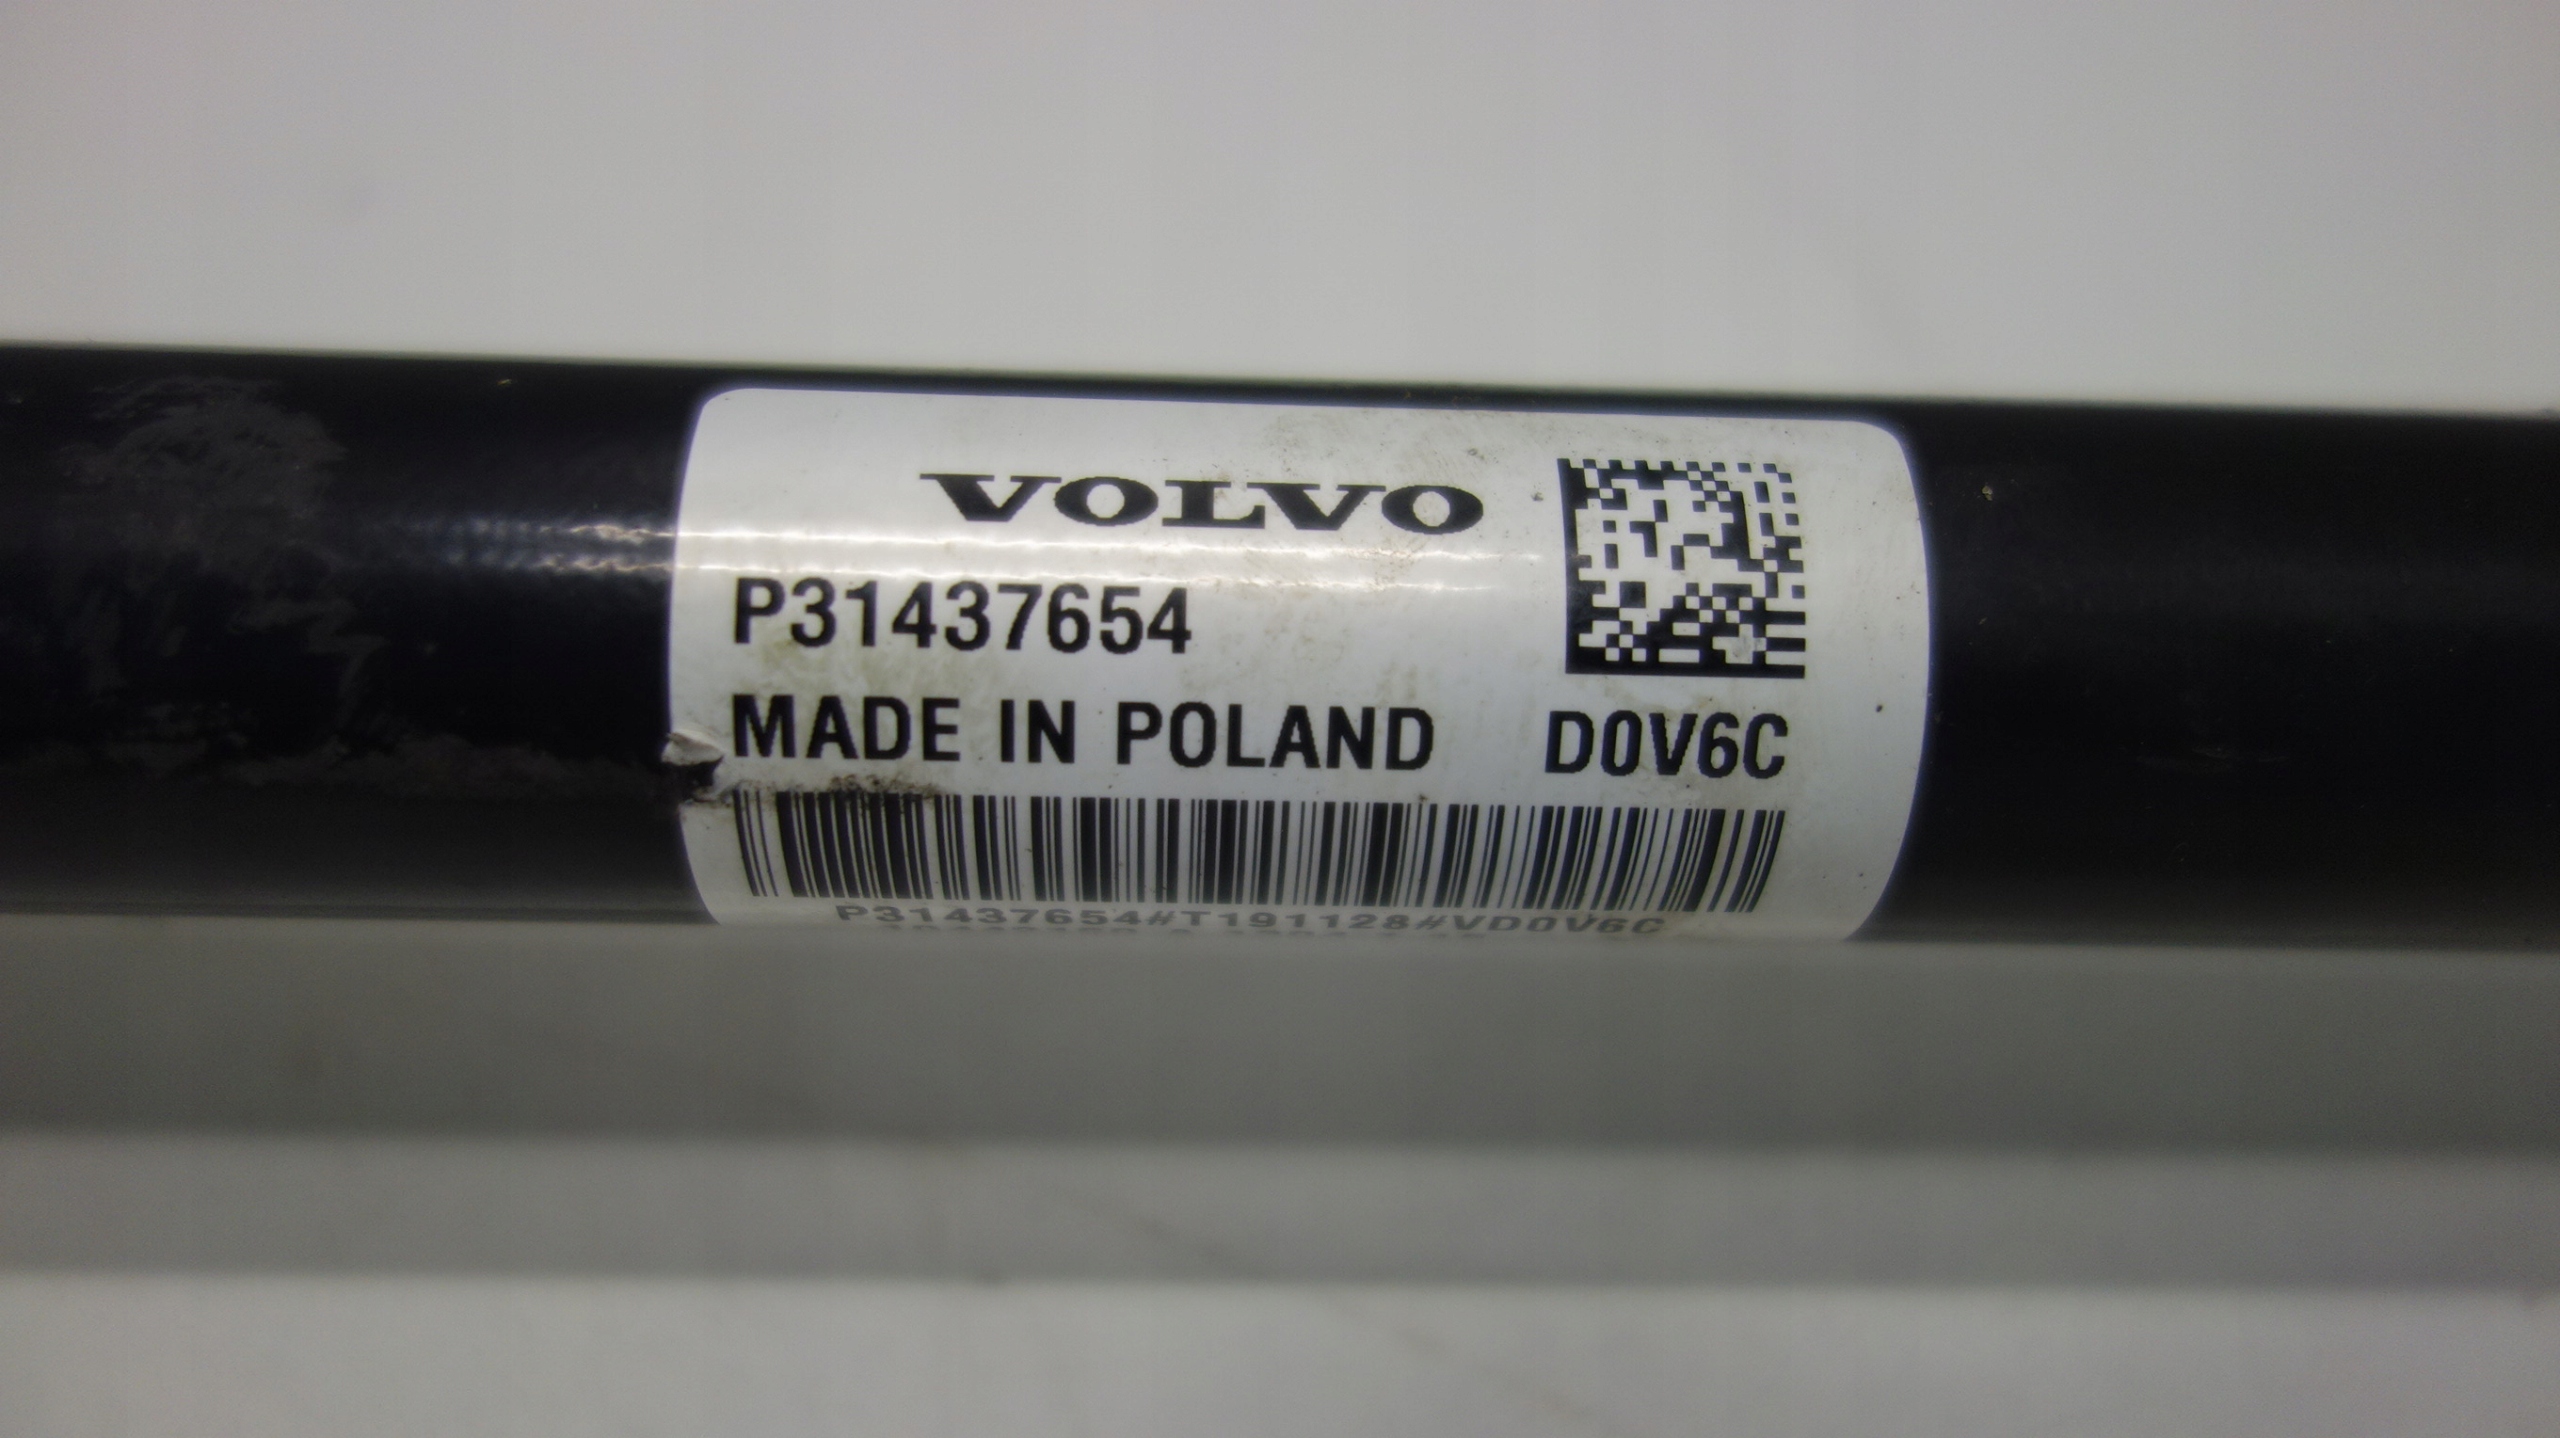 VOLVO
P31437654
MADE IN POLAND D0V6C
P31437654#T191128#VD0V6C